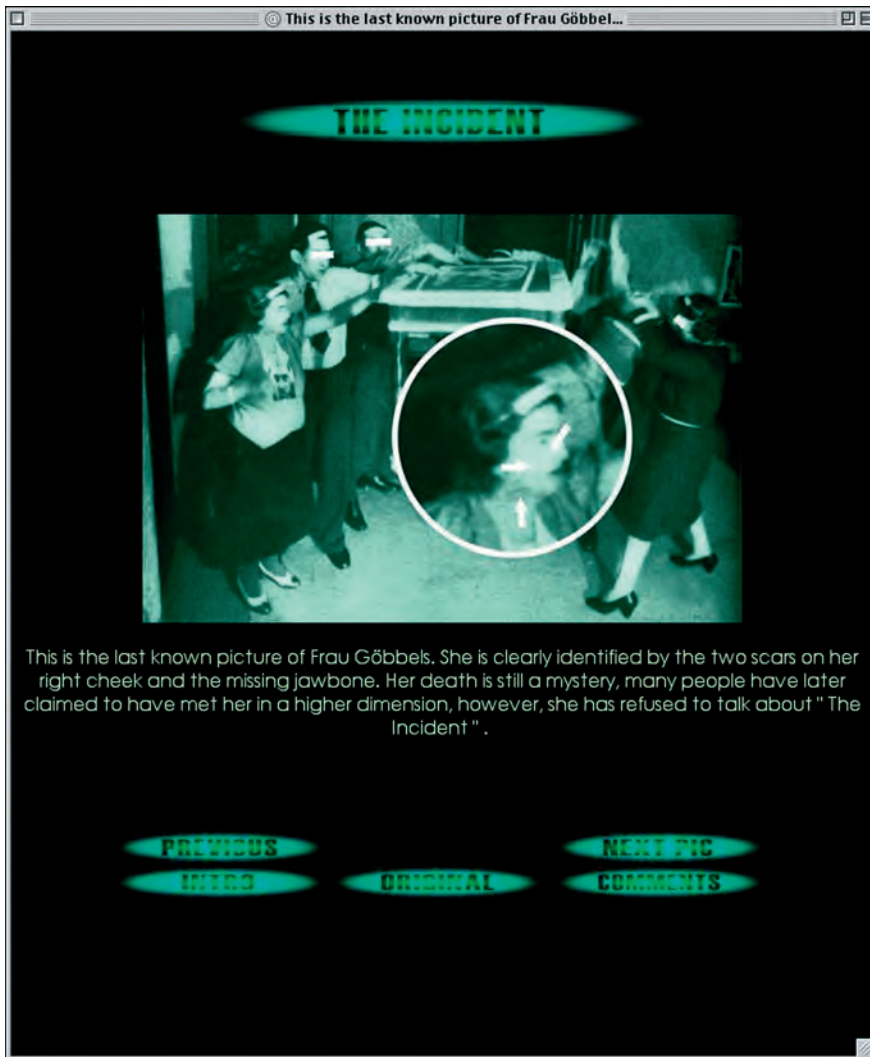 @ This is the last known picture of Frau Göbbel...
THE INCIDENT
This is the last known picture of Frau Göbbels. She is clearly identified by the two scars on her
right cheek and the missing jawbone. Her death is still a mystery, many people have later
claimed to have met her in a higher dimension, however, she has refused to talk about " The
Incident " .
PREVIOUS NEXT PIC
INTRO ORIGINAL COMMENTS